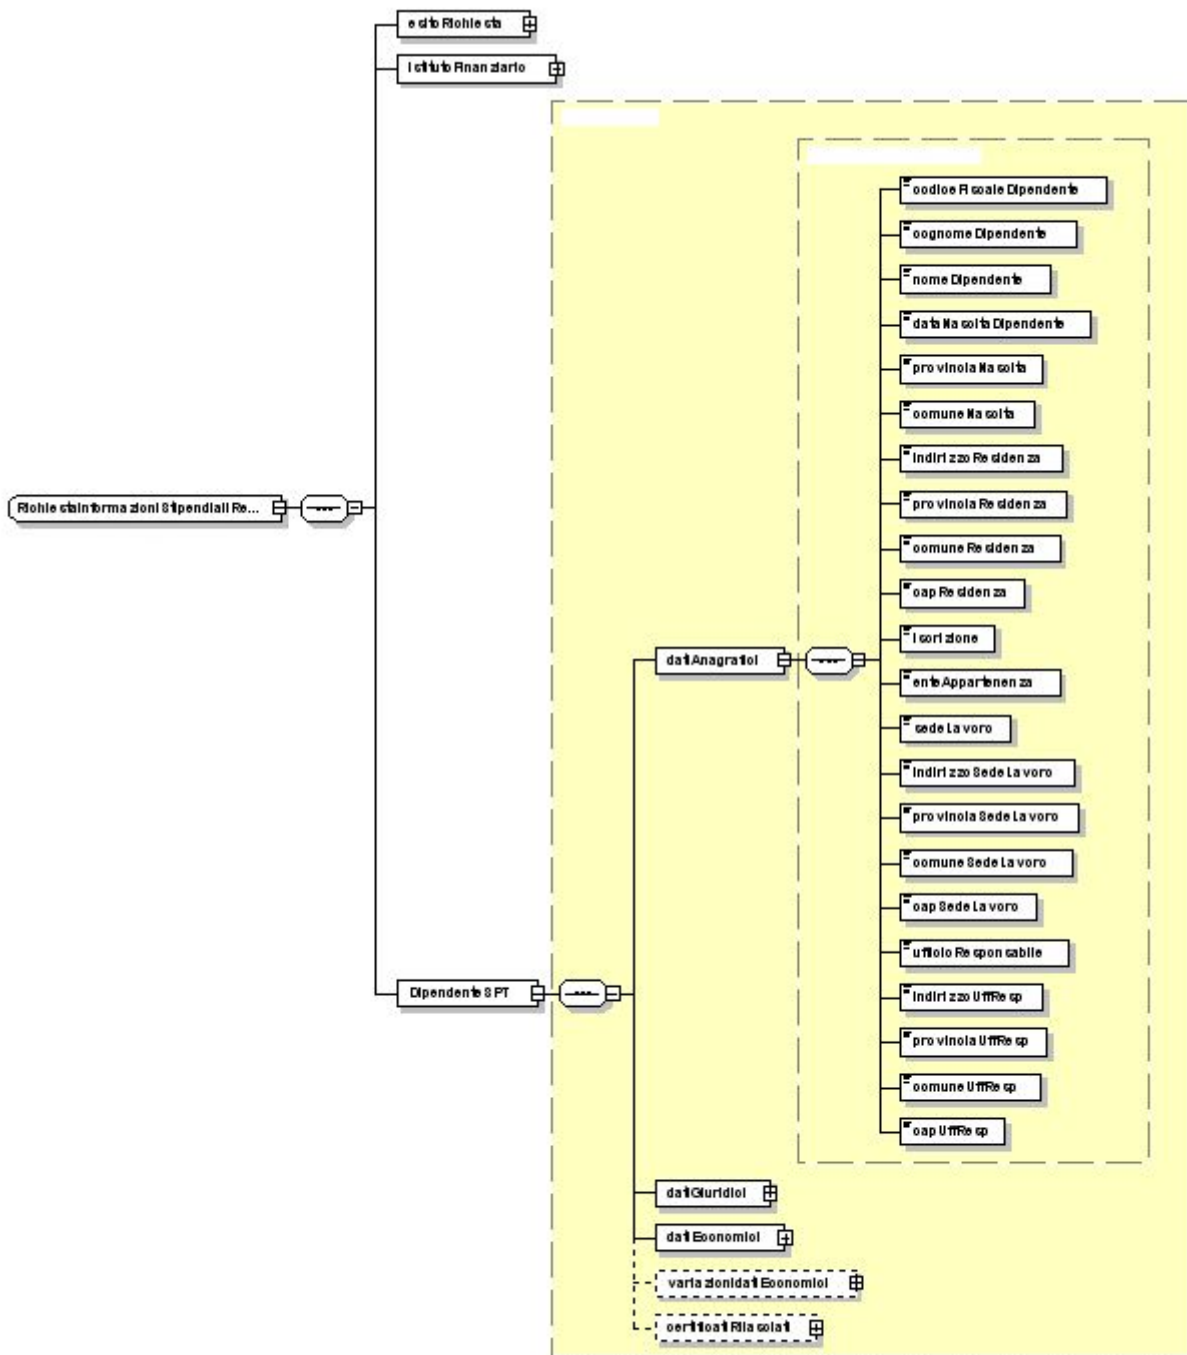 esitoRichiesta
IstitutoFinanziario
codiceFiscaleDipendente
cognomeDipendente
nomeDipendente
dataNascitaDipendente
provinciaNascita
comuneNascita
indirizzoResidenza
RichiestaInformazioniStipendialiRe...
provinciaResidenza
comuneResidenza
capResidenza
iscrizione
datiAnagrafici
enteAppartenenza
sedeLavoro
indirizzoSedeLavoro
provinciaSedeLavoro
comuneSedeLavoro
capSedeLavoro
ufficioResponsabile
DipendenteSPT
indirizzoUffResp
provinciaUffResp
comuneUffResp
capUffResp
datiGiuridici
datiEconomici
variazionidatiEconomici
certificatiRilasciati